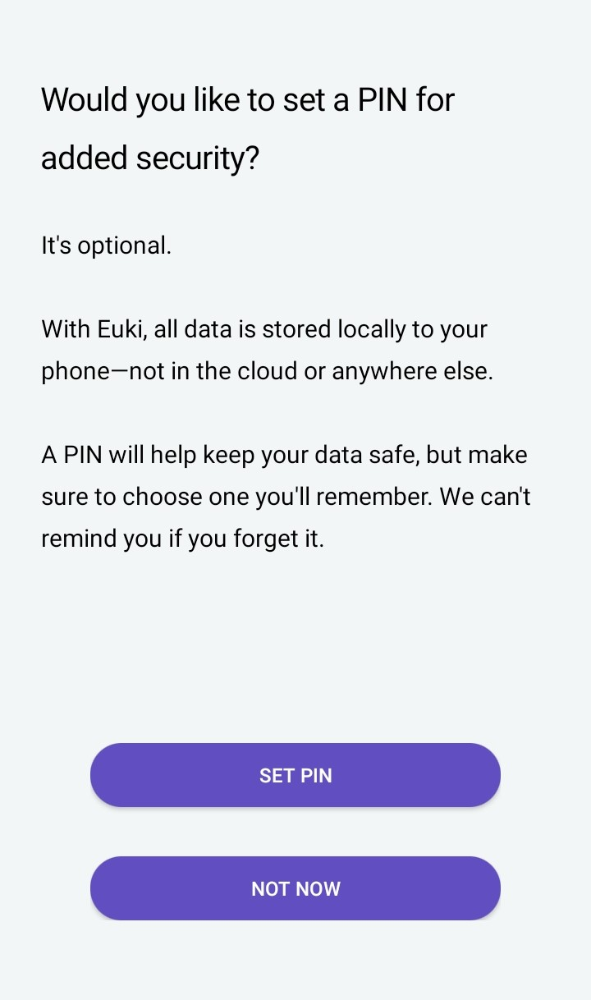 Would you like to set a PIN for
added security?
It's optional.
With Euki, all data is stored locally to your
phone—not in the cloud or anywhere else.
A PIN will help keep your data safe, but make
sure to choose one you'll remember. We can't
remind you if you forget it.
SET PIN
NOT NOW